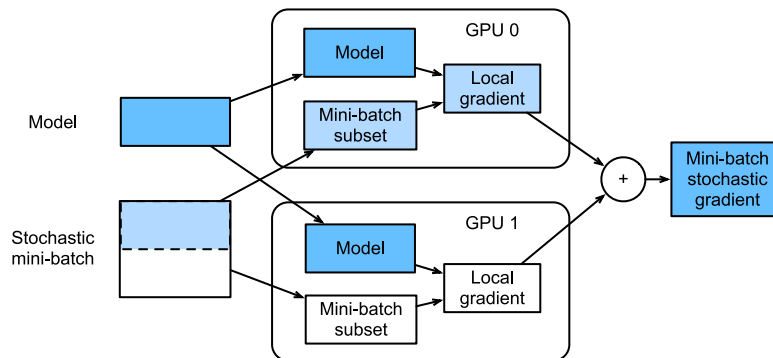 GPU 0
Model
Local
gradient
Mini-batch
subset
Model
Mini-batch
stochastic
gradient
+
GPU 1
Stochastic
mini-batch
Model
Local
gradient
Mini-batch
subset